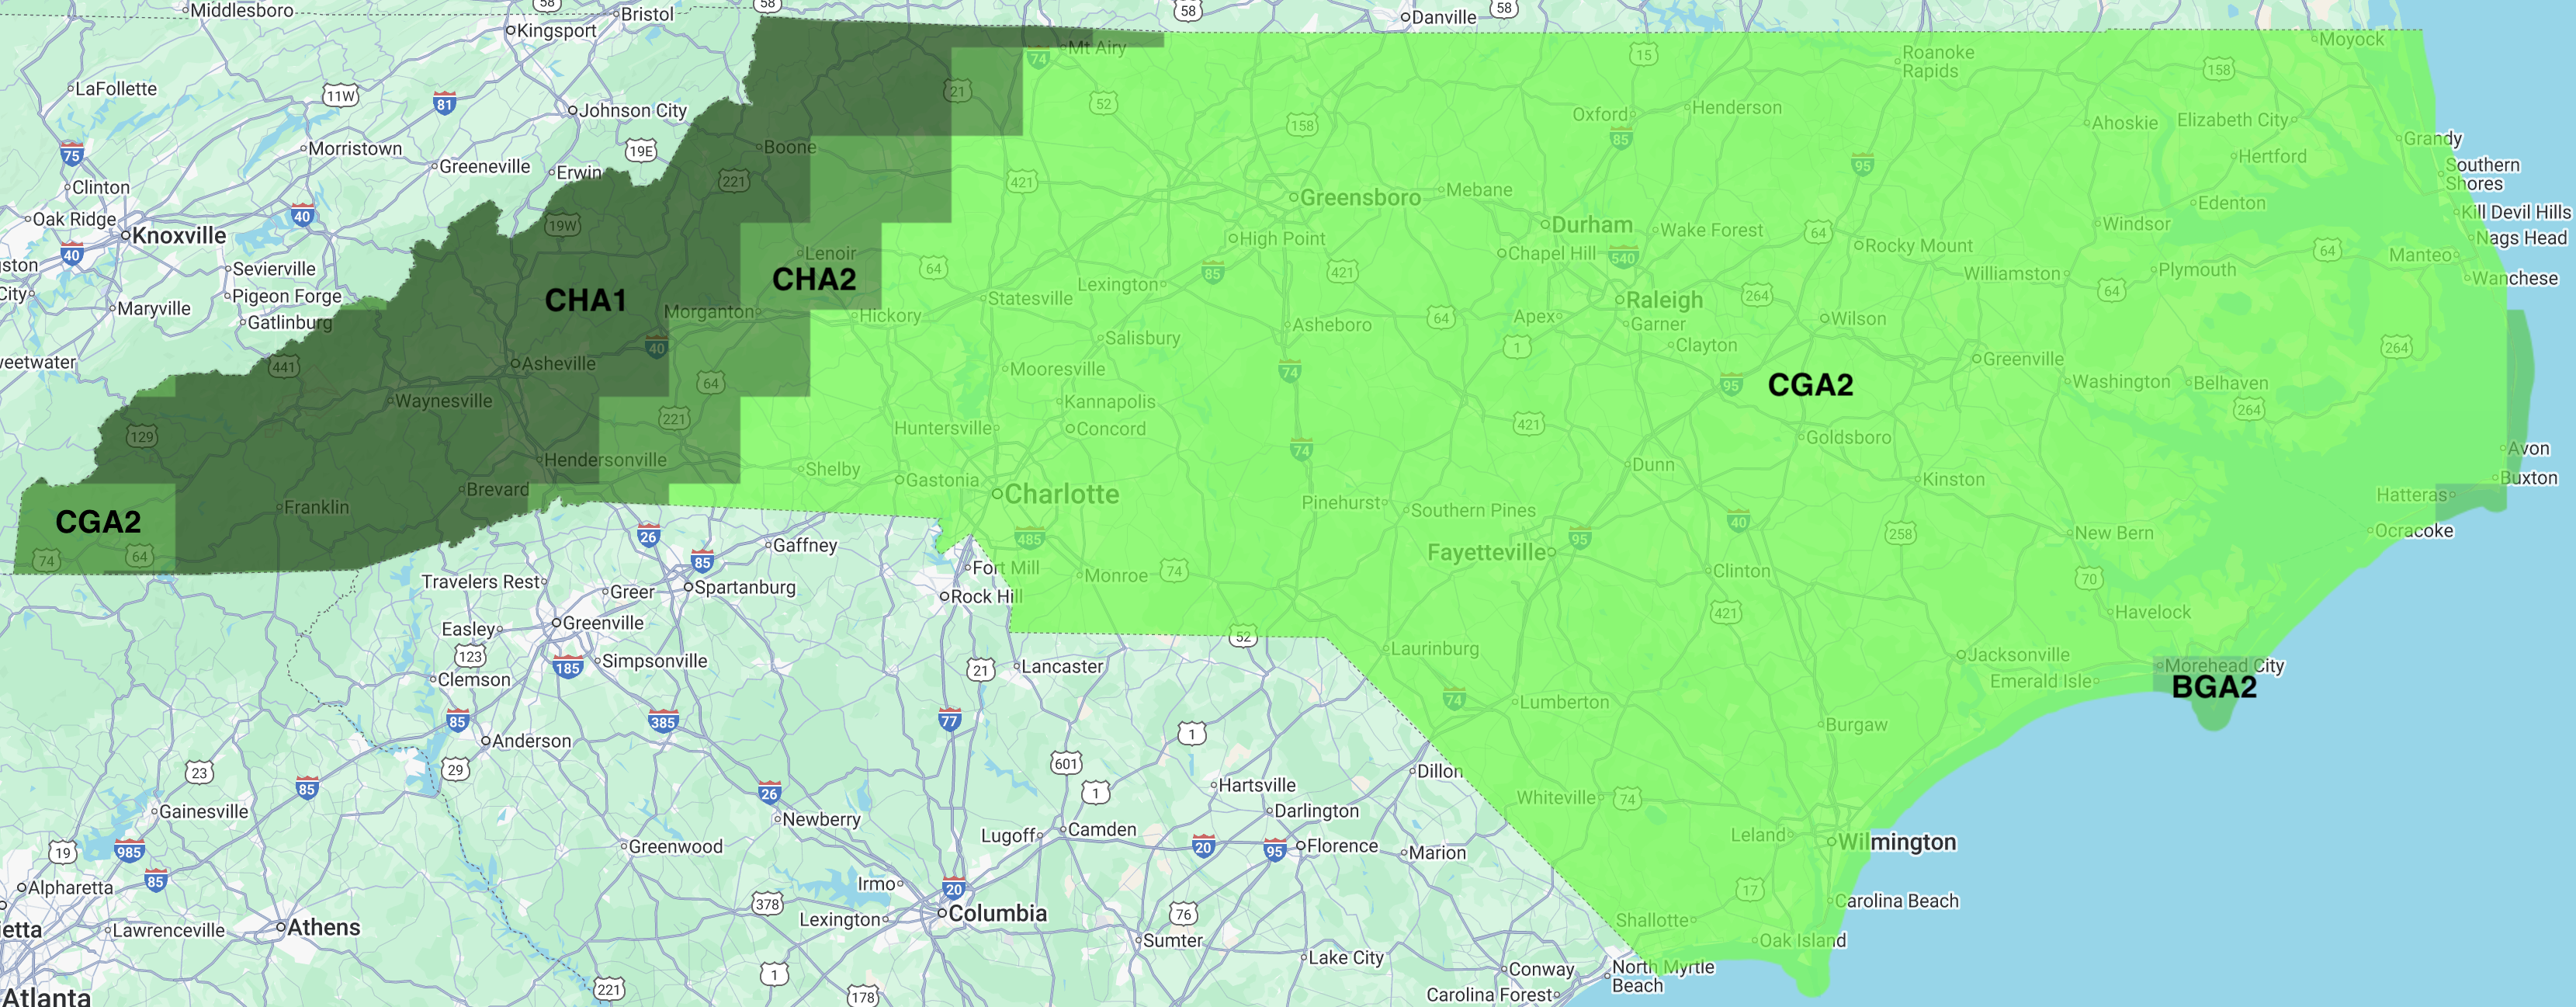 Middlesboro
58
Bristol
58
58
Danville
58
Kingsport
Mt Airy
Moyock
74
15
Roanoke
Rapids
158
LaFollette
11W
81
21
52
Johnson City
Oxford
Henderson
Ahoskie
Elizabeth City
158
85
Grandy
Morristown
19E
Boone
75
Greeneville
Erwin
95
Hertford
Southern
Shores
Clinton
221
421
Greensboro
Mebane
Edenton
Oak Ridge
40
19W
Durham
Wake Forest
64
Windsor
Kill Devil Hills
Knoxville
High Point
Chapel Hill
540
Rocky Mount
64
Nags Head
40
Lenoir
Manteo
gston
Sevierville
64
85
421
Williamston
Plymouth
Wanchese
City
CHA2
Pigeon Forge
CHA1
Statesville
Lexington
Raleigh
264
64
Maryville
Gatlinburg
Morganton
Hickory
Asheboro
64
Apex
Garner
Wilson
weetwater
40
Salisbury
1
Clayton
264
441
Asheville
Mooresville
74
Greenville
64
95
CGA2
Washington
Belhaven
Waynesville
Kannapolis
264
129
221
Huntersville
Concord
421
Goldsboro
74
Avon
Hendersonville
Shelby
Gastonia
Dunn
Kinston
Buxton
Brevard
Charlotte
Pinehurst
Southern Pines
Hatteras
Franklin
CGA2
40
258
New Bern
Ocracoke
26
485
95
74
64
85
Gaffney
Fayetteville
Fort Mill
Monroe
74
Clinton
70
Travelers Rest
Greer
Spartanburg
Rock Hill
421
Havelock
Easley
Greenville
52
123
185
Simpsonville
21
Lancaster
Laurinburg
Jacksonville
Morehead City
Clemson
Emerald Isle
BGA2
85
385
77
1
74
Lumberton
Burgaw
Anderson
23
29
601
Dillon
85
26
1
Hartsville
Whiteville
74
Gainesville
Newberry
Lugoff
Camden
Darlington
Leland
Wilmington
19
985
Greenwood
20
95
Florence
Marion
85
Alpharetta
Irmo
20
17
Carolina Beach
378
Lexington
Columbia
76
Shallotte
etta
Lawrenceville
Athens
Sumter
Oak Island
Lake City
1
Conway
North Myrtle
Beach
221
178
Carolina Forest
Atlanta